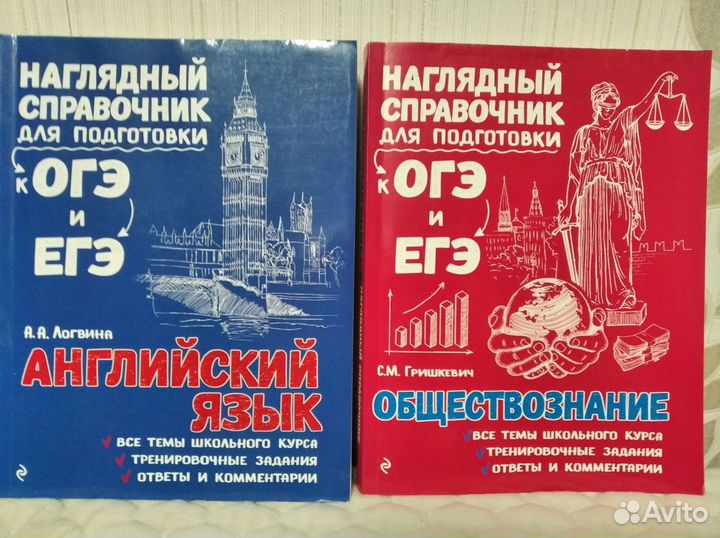 НАГЛЯДНЫЙ
СПРАВОЧНИК
ДЛЯ ПОДГОТОВКИ
К ОГЭ
И
ЕГЭ
А.А. ЛОГВИНА
АНГЛИЙСКИЙ
ЯЗЫК
ВСЕ ТЕМЫ ШКОЛЬНОГО КУРСА
ТРЕНИРОВОЧНЫЕ ЗАДАНИЯ
ОТВЕТЫ И КОММЕНТАРИИ
НАГЛЯДНЫЙ
СПРАВОЧНИК
ДЛЯ ПОДГОТОВКИ
К ОГЭ
И
ЕГЭ
С.М. ГРИШКЕВИЧ
ОБЩЕСТВОЗНАНИЕ
ВСЕ ТЕМЫ ШКОЛЬНОГО КУРСА
ТРЕНИРОВОЧНЫЕ ЗАДАНИЯ
ОТВЕТЫ И КОММЕНТАРИИ
Avito